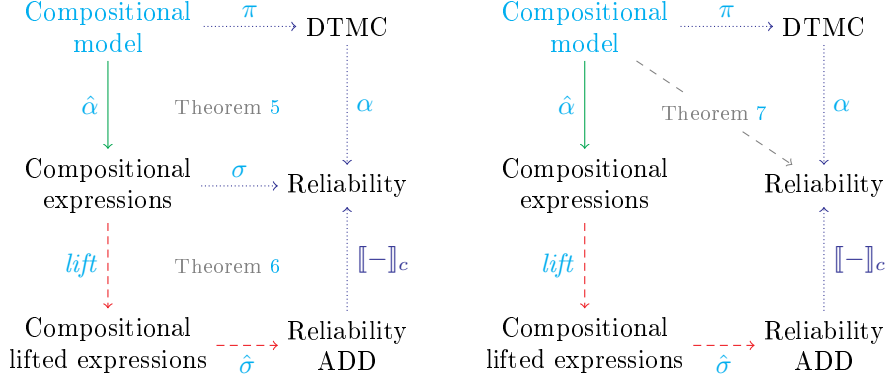 Compositional model
π
DTMC
α̂
Theorem 5
α
Compositional expressions
σ
Reliability
lift
Theorem 6
⟦−⟧c
Compositional lifted expressions
σ̂
Reliability ADD
Compositional model
π
DTMC
α̂
Theorem 7
α
Compositional expressions
Reliability
lift
⟦−⟧c
Compositional lifted expressions
σ̂
Reliability ADD